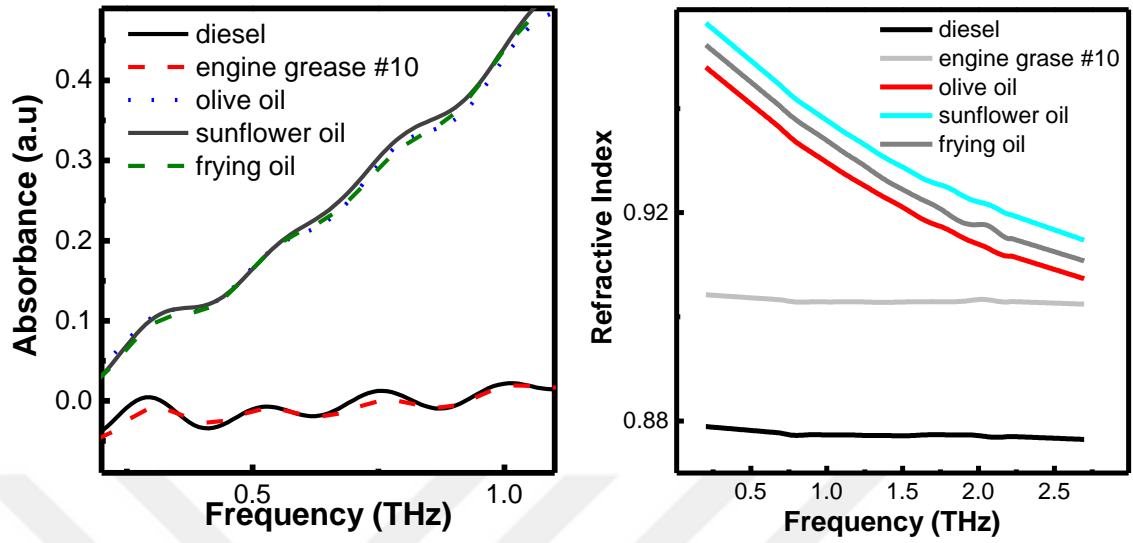 diesel
engine grease #10
olive oil
sunflower oil
frying oil
0.4
0.3
0.2
0.1
0.0
Absorbance (a.u)
0.5
1.0
Frequency (THz)
diesel
engine grase #10
olive oil
sunflower oil
frying oil
0.92
0.88
Refractive Index
0.5
1.0
1.5
2.0
2.5
Frequency (THz)